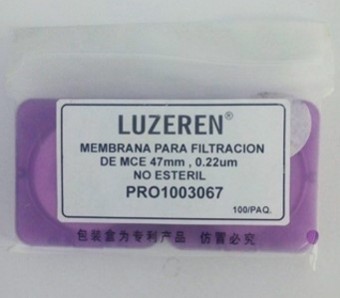 LUZEREN®
MEMBRANA PARA FILTRACION
DE MCE 47mm , 0.22um
NO ESTERIL
PRO1003067
100/PAQ.
包装盒为专利产品 仿置必究